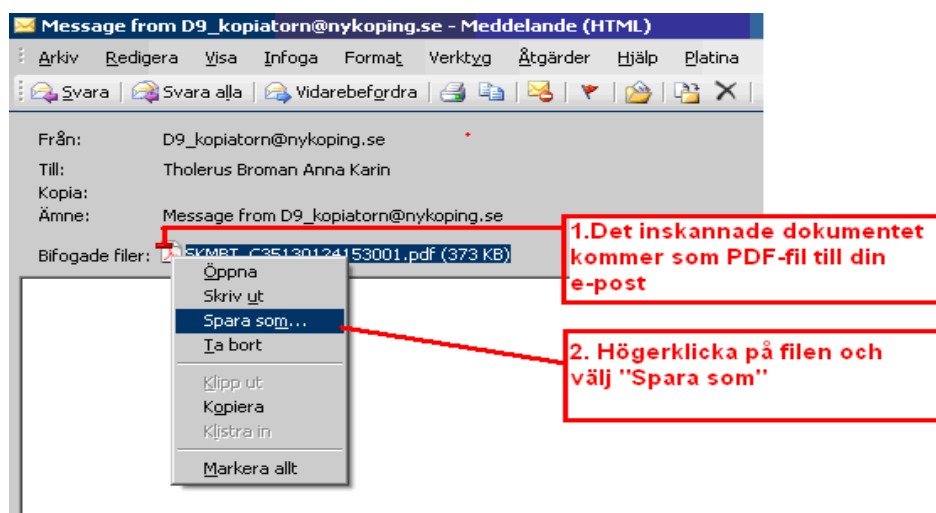 Message from D9_kopiatorn@nykoping.se - Meddelande (HTML)
Arkiv Redigera Visa Infoga Format Verktyg Åtgärder Hjälp Platina
Svara Svara alla Vidarebefordra
Från: D9_kopiatorn@nykoping.se
Till: Tholerus Broman Anna Karin
Kopia:
Ämne: Message from D9_kopiatorn@nykoping.se
Bifogade filer: SKMBT_C35130124153001.pdf (373 KB)
1.Det inskannade dokumentet
kommer som PDF-fil till din
e-post
Öppna
Skriv ut
Spara som...
Ta bort
Klipp ut
Kopiera
Klistra in
Markera allt
2. Högerklicka på filen och
välj "Spara som"